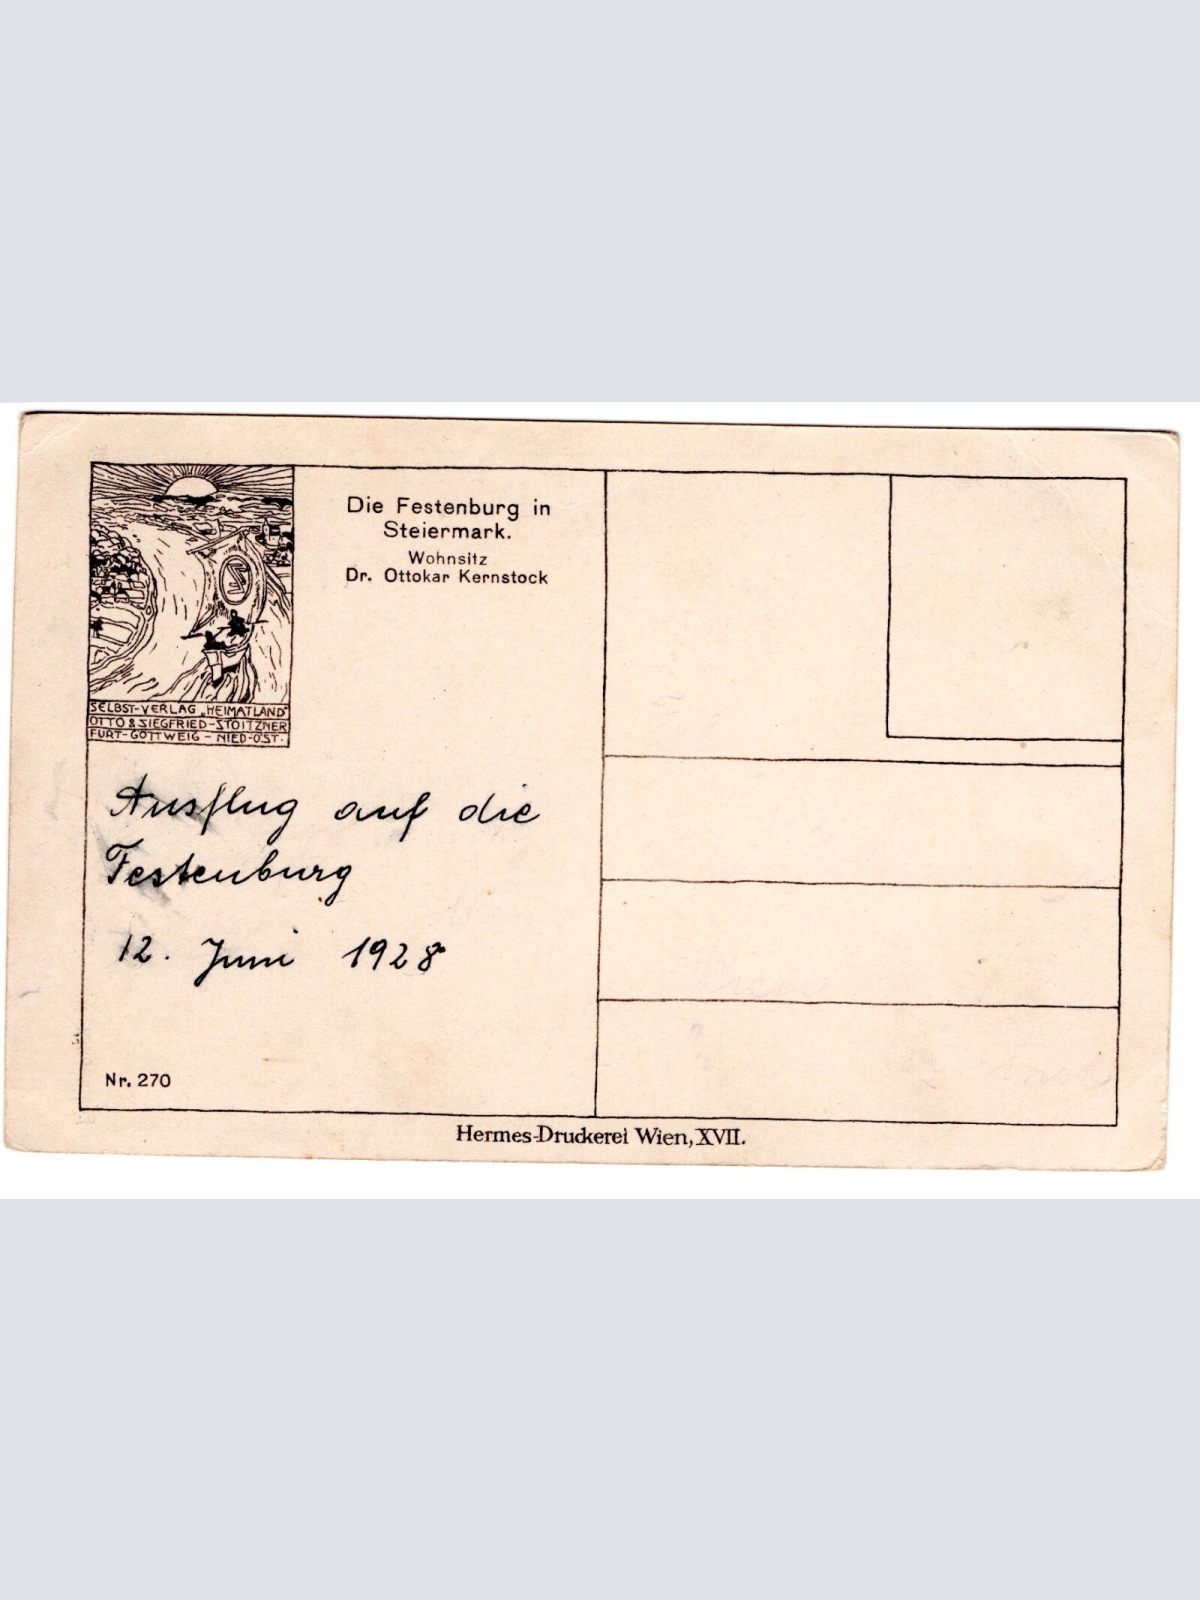 Die Festenburg in
Steiermark.
Wohnsitz
Dr. Ottokar Kernstock
SELBST-VERLAG „HEIMATLAND"
OTTO & SIEGFRIED-STOITZNER
FURT-GÖTTWEIG - NIED-ÖST.
Ausflug auf die
Festenburg
12. Juni 1928
Nr. 270
Hermes-Druckerei Wien, XVII.